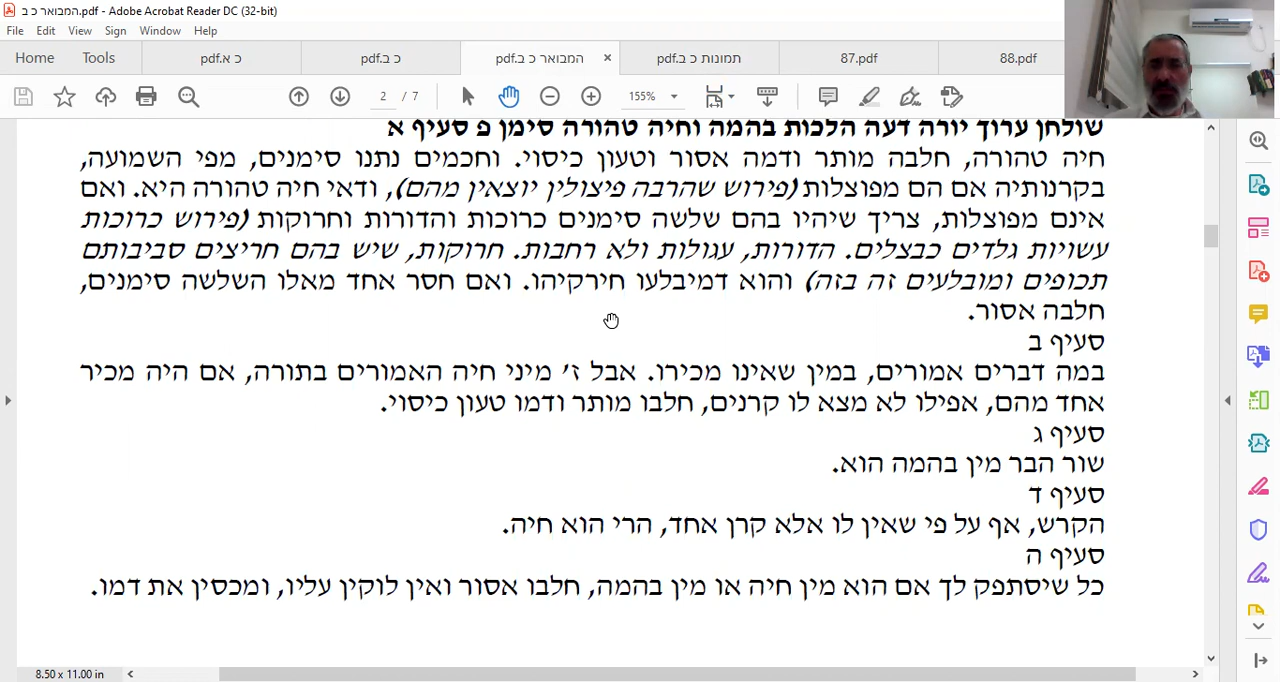 המבואר כ ב.pdf - Adobe Acrobat Reader DC (32-bit)
File Edit View Sign Window Help
Home Tools כ א.pdf כ ב.pdf המבואר כ ב.pdf × תמונות כ ב.pdf 87.pdf 88.pdf
2 / 7 155%
שולחן ערוך יורה דעה הלכות בהמה וחיה טהורה סימן פ סעיף א
חיה טהורה, חלבה מותר ודמה אסור וטעון כיסוי. וחכמים נתנו סימנים, מפי השמועה,
בקרנותיה אם הם מפוצלות (פירוש שהרבה פיצולין יוצאין מהם), ודאי חיה טהורה היא. ואם
אינם מפוצלות, צריך שיהיו בהם שלשה סימנים כרוכות והדורות וחרוקות (פירוש כרוכות
עשויות גלדים כבצלים. הדורות, עגולות ולא רחבות. חרוקות, שיש בהם חריצים סביבותם
תכופים ומובלעים זה בזה) והוא דמיבלעו חירקיהו. ואם חסר אחד מאלו השלשה סימנים,
חלבה אסור.
סעיף ב
במה דברים אמורים, במין שאינו מכירו. אבל ז' מיני חיה האמורים בתורה, אם היה מכיר
אחד מהם, אפילו לא מצא לו קרנים, חלבו מותר ודמו טעון כיסוי.
סעיף ג
שור הבר מין בהמה הוא.
סעיף ד
הקרש, אף על פי שאין לו אלא קרן אחד, הרי הוא חיה.
סעיף ה
כל שיסתפק לך אם הוא מין חיה או מין בהמה, חלבו אסור ואין לוקין עליו, ומכסין את דמו.
8.50 x 11.00 in